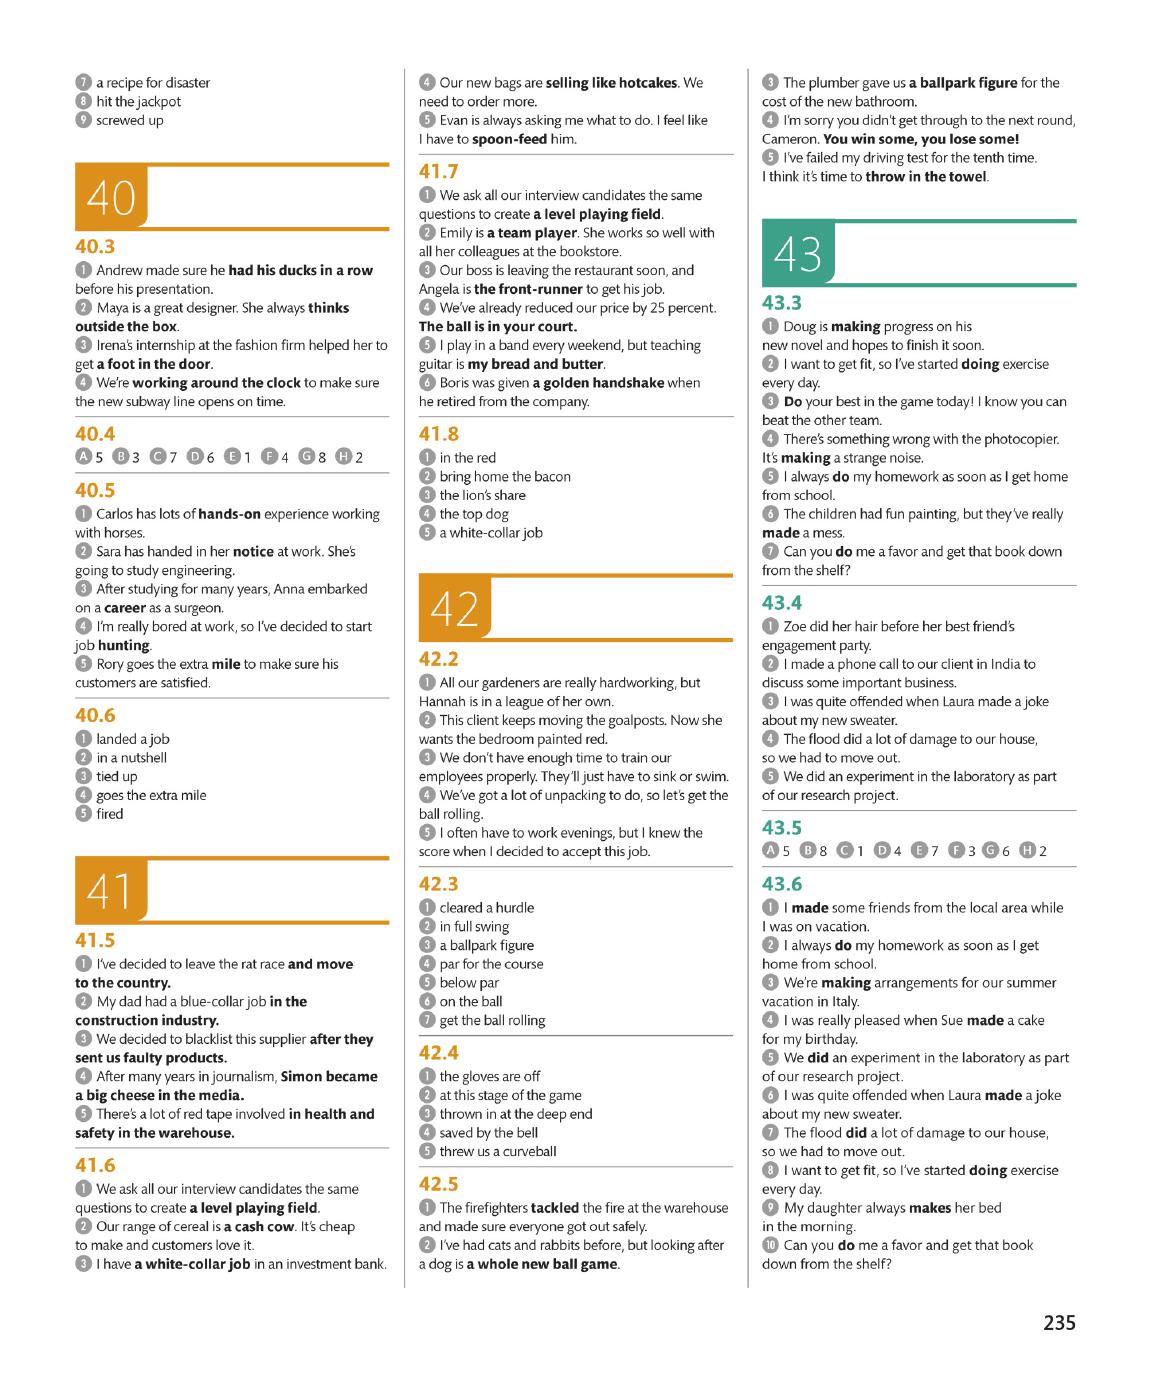 7 a recipe for disaster
8 hit the jackpot
9 screwed up
40
40.3
1 Andrew made sure he had his ducks in a row
before his presentation.
2 Maya is a great designer. She always thinks
outside the box.
3 Irena's internship at the fashion firm helped her to
get a foot in the door.
4 We're working around the clock to make sure
the new subway line opens on time.
40.4
A 5 B 3 C 7 D 6 E 1 F 4 G 8 H 2
40.5
1 Carlos has lots of hands-on experience working
with horses.
2 Sara has handed in her notice at work. She's
going to study engineering.
3 After studying for many years, Anna embarked
on a career as a surgeon.
4 I'm really bored at work, so I've decided to start
job hunting.
5 Rory goes the extra mile to make sure his
customers are satisfied.
40.6
1 landed a job
2 in a nutshell
3 tied up
4 goes the extra mile
5 fired
41
41.5
1 I've decided to leave the rat race and move
to the country.
2 My dad had a blue-collar job in the
construction industry.
3 We decided to blacklist this supplier after they
sent us faulty products.
4 After many years in journalism, Simon became
a big cheese in the media.
5 There's a lot of red tape involved in health and
safety in the warehouse.
41.6
1 We ask all our interview candidates the same
questions to create a level playing field.
2 Our range of cereal is a cash cow. It's cheap
to make and customers love it.
3 I have a white-collar job in an investment bank.
4 Our new bags are selling like hotcakes. We
need to order more.
5 Evan is always asking me what to do. I feel like
I have to spoon-feed him.
41.7
1 We ask all our interview candidates the same
questions to create a level playing field.
2 Emily is a team player. She works so well with
all her colleagues at the bookstore.
3 Our boss is leaving the restaurant soon, and
Angela is the front-runner to get his job.
4 We've already reduced our price by 25 percent.
The ball is in your court.
5 I play in a band every weekend, but teaching
guitar is my bread and butter.
6 Boris was given a golden handshake when
he retired from the company.
41.8
1 in the red
2 bring home the bacon
3 the lion's share
4 the top dog
5 a white-collar job
42
42.2
1 All our gardeners are really hardworking, but
Hannah is in a league of her own.
2 This client keeps moving the goalposts. Now she
wants the bedroom painted red.
3 We don't have enough time to train our
employees properly. They'll just have to sink or swim.
4 We've got a lot of unpacking to do, so let's get the
ball rolling.
5 I often have to work evenings, but I knew the
score when I decided to accept this job.
42.3
1 cleared a hurdle
2 in full swing
3 a ballpark figure
4 par for the course
5 below par
6 on the ball
7 get the ball rolling
42.4
1 the gloves are off
2 at this stage of the game
3 thrown in at the deep end
4 saved by the bell
5 threw us a curveball
42.5
1 The firefighters tackled the fire at the warehouse
and made sure everyone got out safely.
2 I've had cats and rabbits before, but looking after
a dog is a whole new ball game.
3 The plumber gave us a ballpark figure for the
cost of the new bathroom.
4 I'm sorry you didn't get through to the next round,
Cameron. You win some, you lose some!
5 I've failed my driving test for the tenth time.
I think it's time to throw in the towel.
43
43.3
1 Doug is making progress on his
new novel and hopes to finish it soon.
2 I want to get fit, so I've started doing exercise
every day.
3 Do your best in the game today! I know you can
beat the other team.
4 There's something wrong with the photocopier.
It's making a strange noise.
5 I always do my homework as soon as I get home
from school.
6 The children had fun painting, but they've really
made a mess.
7 Can you do me a favor and get that book down
from the shelf?
43.4
1 Zoe did her hair before her best friend's
engagement party.
2 I made a phone call to our client in India to
discuss some important business.
3 I was quite offended when Laura made a joke
about my new sweater.
4 The flood did a lot of damage to our house,
so we had to move out.
5 We did an experiment in the laboratory as part
of our research project.
43.5
A 5 B 8 C 1 D 4 E 7 F 3 G 6 H 2
43.6
1 I made some friends from the local area while
I was on vacation.
2 I always do my homework as soon as I get
home from school.
3 We're making arrangements for our summer
vacation in Italy.
4 I was really pleased when Sue made a cake
for my birthday.
5 We did an experiment in the laboratory as part
of our research project.
6 I was quite offended when Laura made a joke
about my new sweater.
7 The flood did a lot of damage to our house,
so we had to move out.
8 I want to get fit, so I've started doing exercise
every day.
9 My daughter always makes her bed
in the morning.
10 Can you do me a favor and get that book
down from the shelf?
235